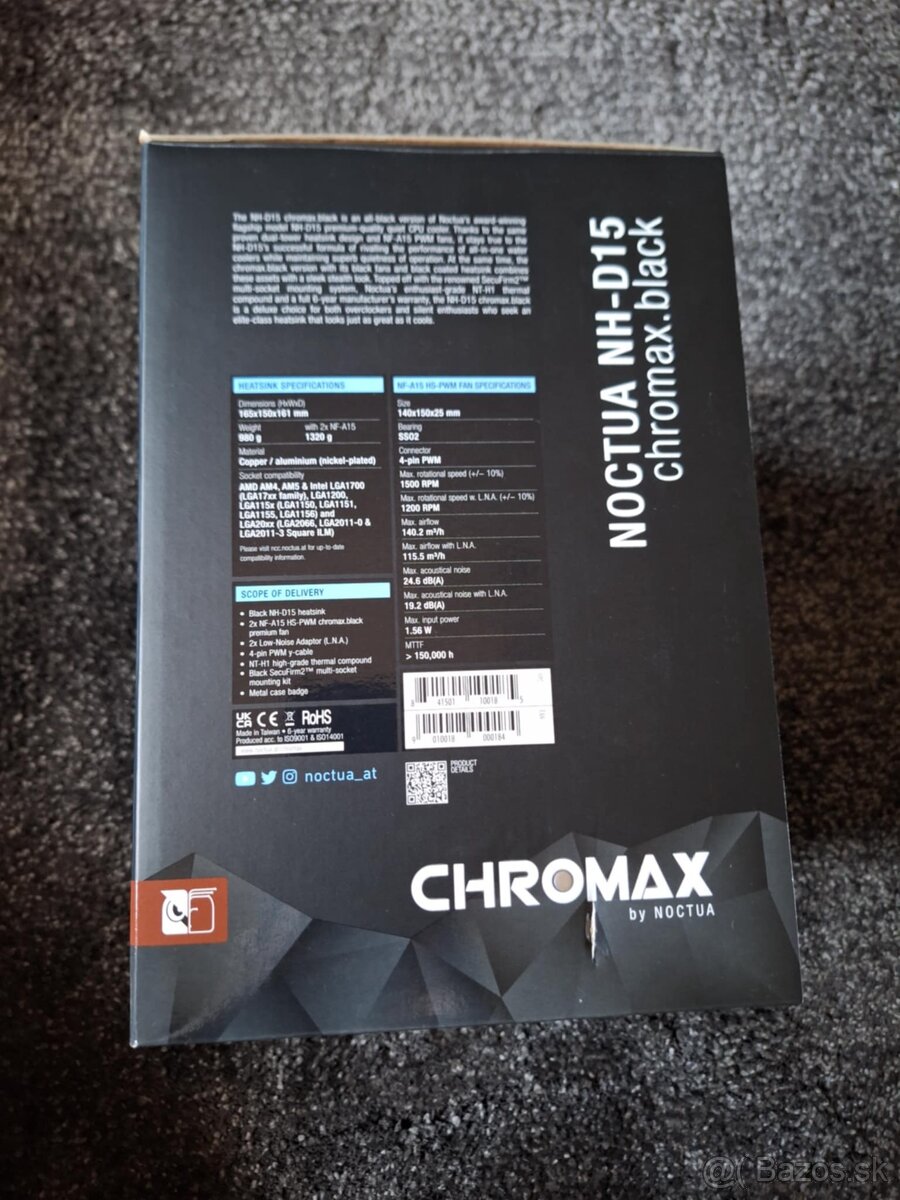 The NH-D15 chromax.black is an all-black version of Noctua's award-winning
flagship model NH-D15 premium-quality quiet CPU cooler. Thanks to the same
proven dual-tower heatsink design and NF-A15 PWM fans, it stays true to the
NH-D15's successful formula of rivalling the performance of all-in-one water
coolers while maintaining superb quietness of operation. At the same time, the
chromax.black version with its black fans and black coated heatsink combines
these assets with a sleek stealth look. Topped off with the renowned SecuFirm2™
multi-socket mounting system, Noctua's enthusiast-grade NT-H1 thermal
compound and a full 6-year manufacturer's warranty, the NH-D15 chromax.black
is a deluxe choice for both overclockers and silent enthusiasts who seek an
elite-class heatsink that looks just as great as it cools.
NOCTUA NH-D15
chromax.black
HEATSINK SPECIFICATIONS
Dimensions (HxWxD)
165x150x161 mm
Weight with 2x NF-A15
980 g 1320 g
Material
Copper / aluminium (nickel-plated)
Socket compatibility
AMD AM4, AM5 & Intel LGA1700
(LGA17xx family), LGA1200,
LGA115x (LGA1150, LGA1151,
LGA1155, LGA1156) and
LGA20xx (LGA2066, LGA2011-0 &
LGA2011-3 Square ILM)
Please visit ncc.noctua.at for up-to-date
compatibility information.
SCOPE OF DELIVERY
• Black NH-D15 heatsink
• 2x NF-A15 HS-PWM chromax.black
premium fan
• 2x Low-Noise Adaptor (L.N.A.)
• 4-pin PWM y-cable
• NT-H1 high-grade thermal compound
• Black SecuFirm2™ multi-socket
mounting kit
• Metal case badge
UK CA CE RoHS
Made in Taiwan • 6-year warranty
Produced acc. to ISO9001 & ISO14001
noctua_at
NF-A15 HS-PWM FAN SPECIFICATIONS
Size
140x150x25 mm
Bearing
SSO2
Connector
4-pin PWM
Max. rotational speed (+/- 10%)
1500 RPM
Max. rotational speed w. L.N.A. (+/- 10%)
1200 RPM
Max. airflow
140.2 m³/h
Max. airflow with L.N.A.
115.5 m³/h
Max. acoustical noise
24.6 dB(A)
Max. acoustical noise with L.N.A.
19.2 dB(A)
Max. input power
1.56 W
MTTF
> 150,000 h
8 41501 10018 5
9 010018 000184
PRODUCT
DETAILS
CHROMAX
by NOCTUA
@( Bazos.sk